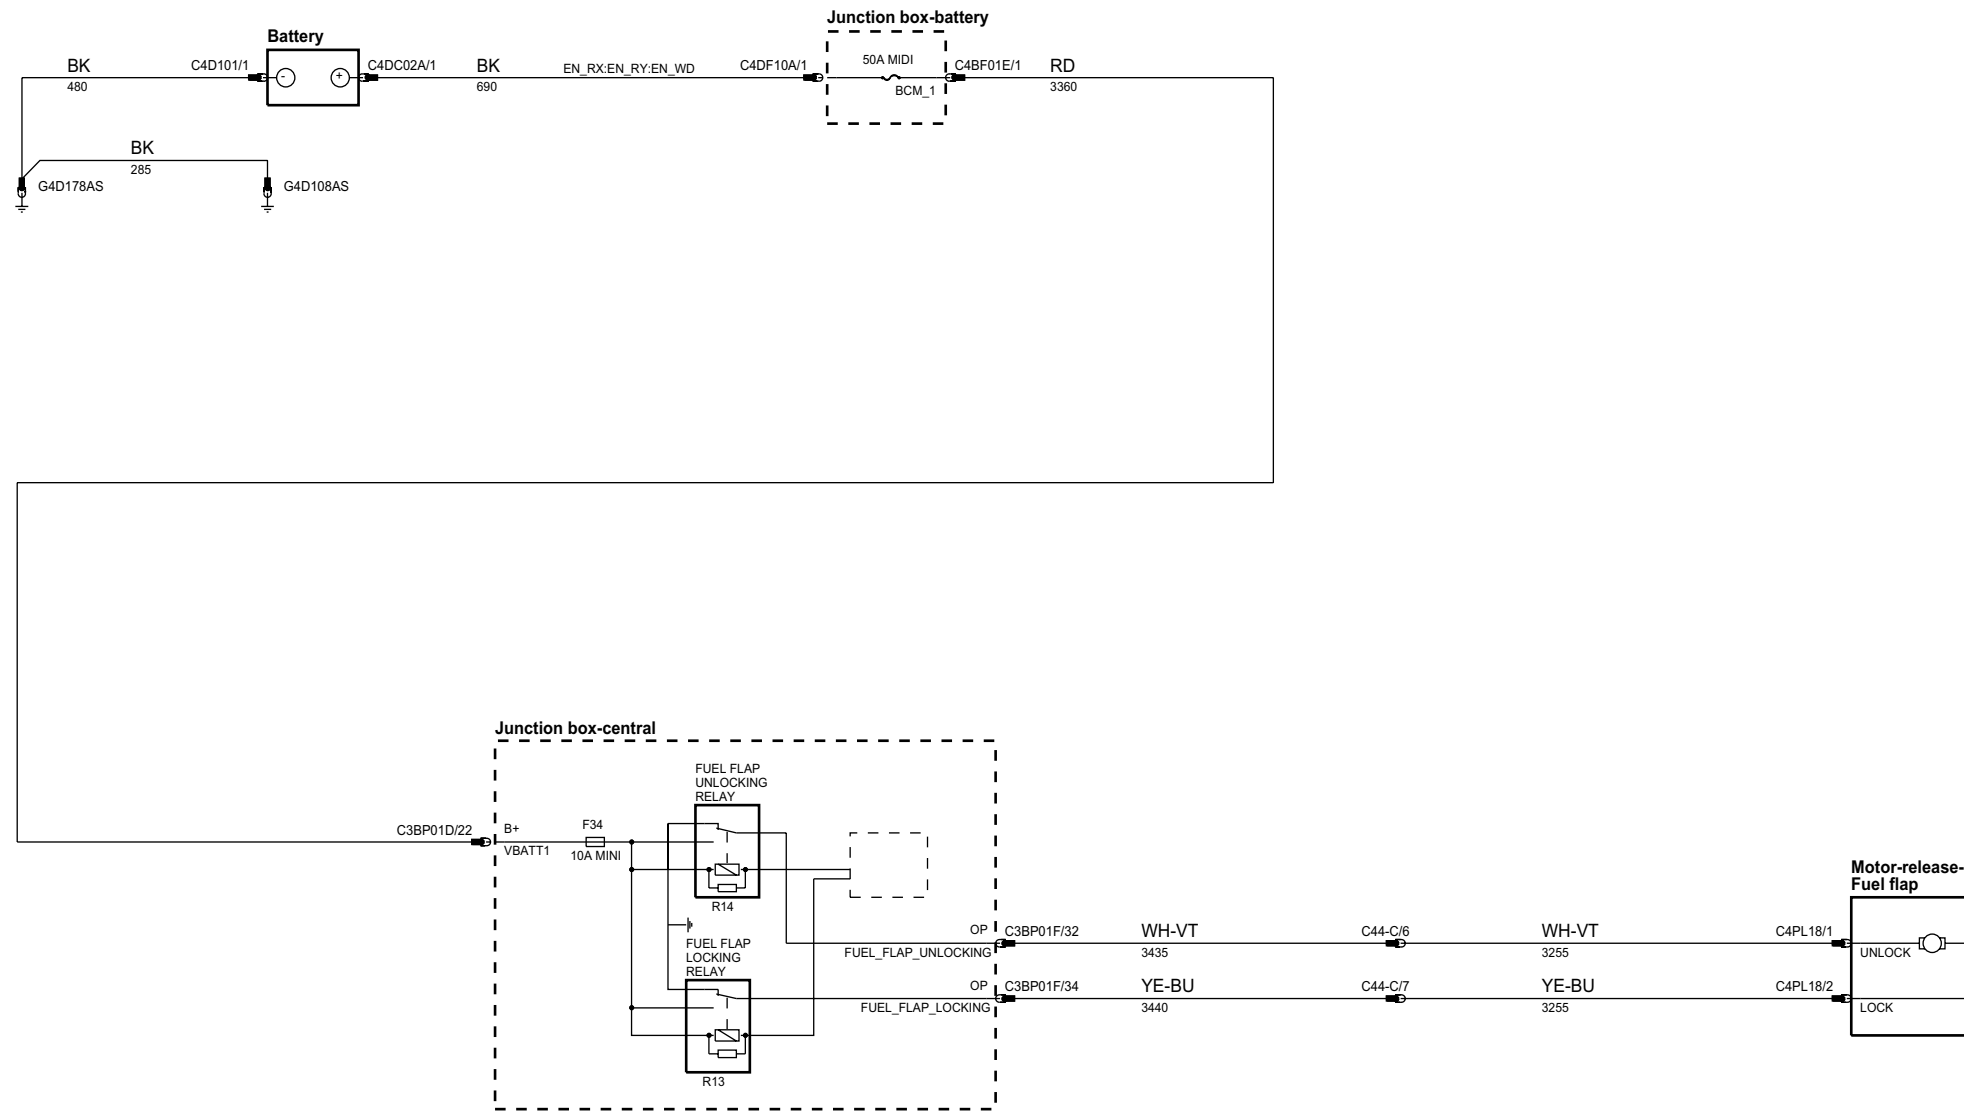 Junction box-battery
Battery
BK
480
C4D101/1
-
+
C4DC02A/1
BK
690
EN_RX:EN_RY:EN_WD
C4DF10A/1
50A MIDI
BCM_1
C4BF01E/1
RD
3360
BK
285
G4D178AS
G4D108AS
Junction box-central
FUEL FLAP
UNLOCKING
RELAY
C3BP01D/22
B+
VBATT1
F34
10A MINI
R14
FUEL FLAP
LOCKING
RELAY
R13
OP
FUEL_FLAP_UNLOCKING
C3BP01F/32
WH-VT
3435
C44-C/6
WH-VT
3255
C4PL18/1
OP
FUEL_FLAP_LOCKING
C3BP01F/34
YE-BU
3440
C44-C/7
YE-BU
3255
C4PL18/2
Motor-release-
Fuel flap
UNLOCK
LOCK